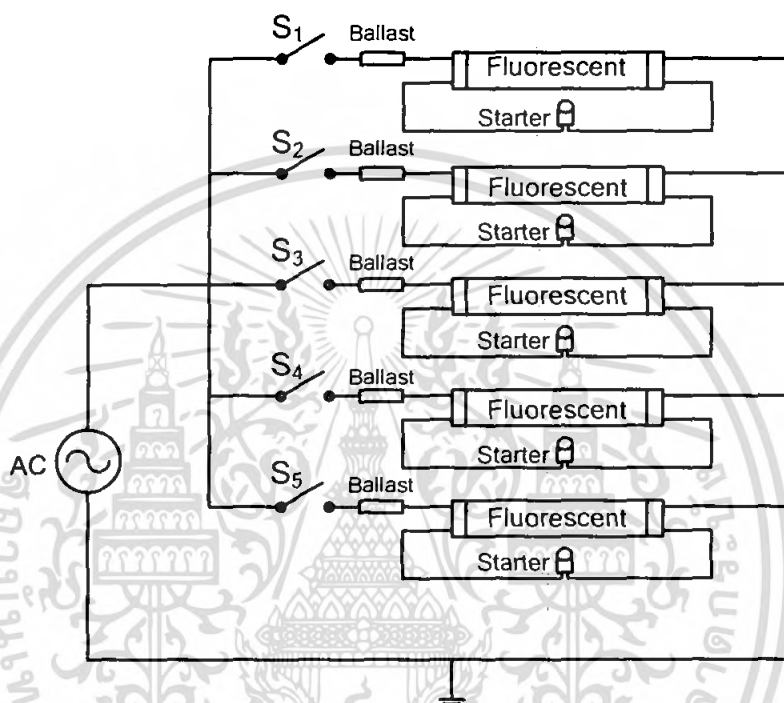 S1
Ballast
Fluorescent
Starter
S2
Ballast
Fluorescent
Starter
S3
Ballast
Fluorescent
Starter
S4
Ballast
Fluorescent
Starter
AC
S5
Ballast
Fluorescent
Starter